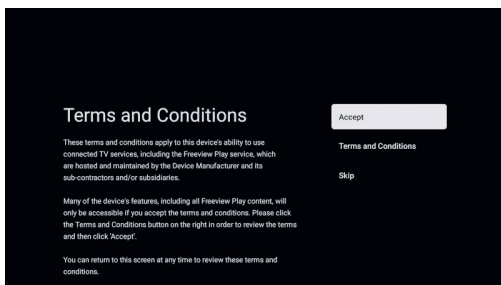 Terms and Conditions
These terms and conditions apply to this device's ability to use
connected TV services, including the Freeview Play service, which
are hosted and maintained by the Device Manufacturer and its
sub-contractors and/or subsidiaries.
Many of the device's features, including all Freeview Play content, will
only be accessible if you accept the terms and conditions. Please click
the Terms and Conditions button on the right in order to review the terms
and then click 'Accept'.
You can return to this screen at any time to review these terms and
conditions.
Accept
Terms and Conditions
Skip